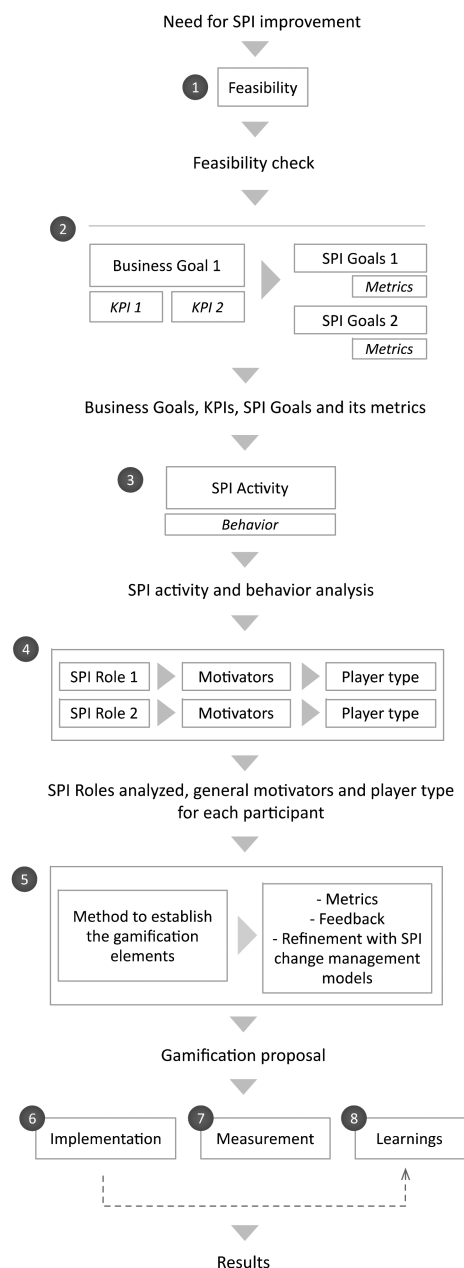 Need for SPI improvement
1
Feasibility
Feasibility check
2
Business Goal 1
KPI 1
KPI 2
SPI Goals 1
Metrics
SPI Goals 2
Metrics
Business Goals, KPIs, SPI Goals and its metrics
3
SPI Activity
Behavior
SPI activity and behavior analysis
4
SPI Role 1
Motivators
Player type
SPI Role 2
Motivators
Player type
SPI Roles analyzed, general motivators and player type
for each participant
5
Method to establish
the gamification
elements
- Metrics
- Feedback
- Refinement with SPI
change management
models
Gamification proposal
6
Implementation
7
Measurement
8
Learnings
Results